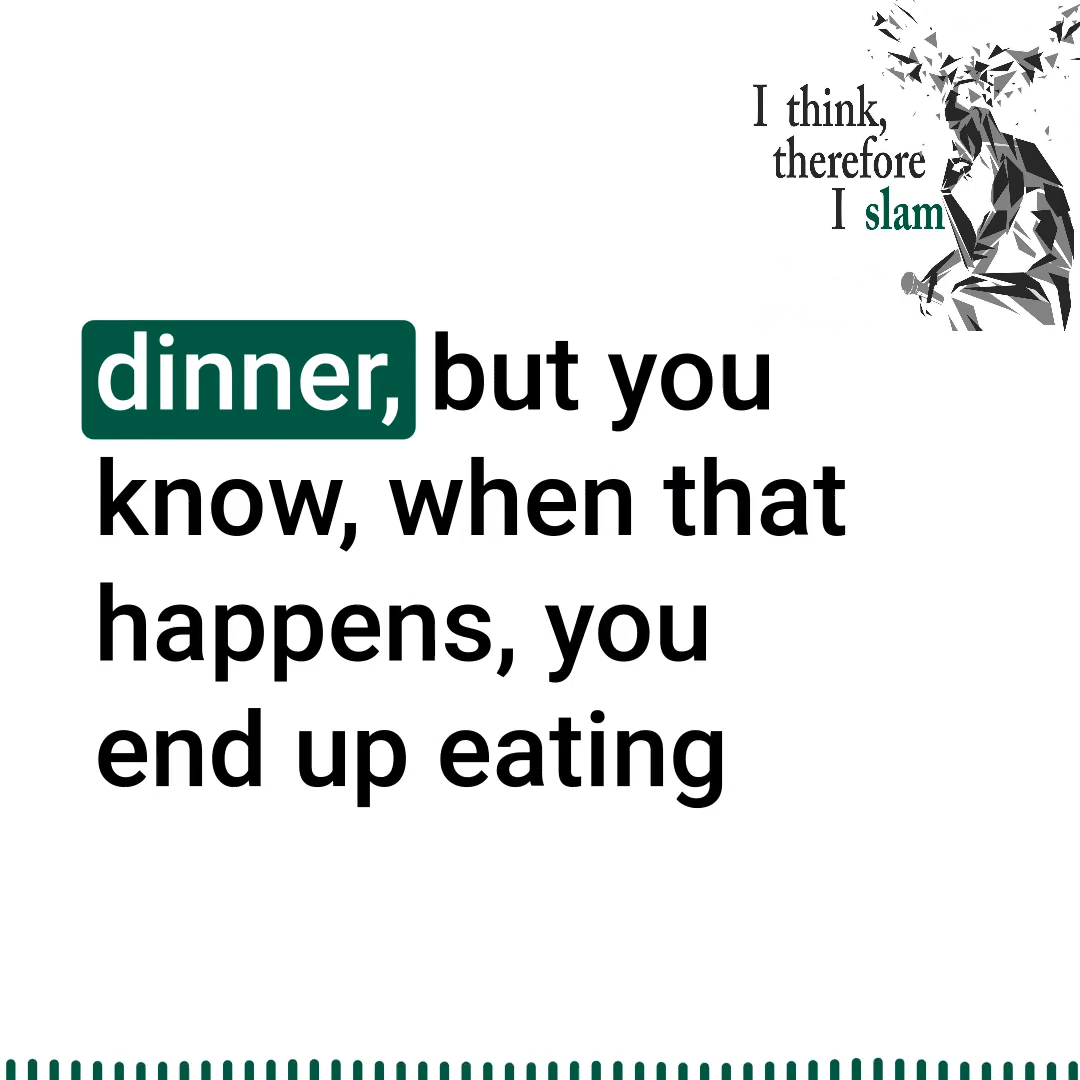 I think,
therefore
I slam
dinner, but you
know, when that
happens, you
end up eating